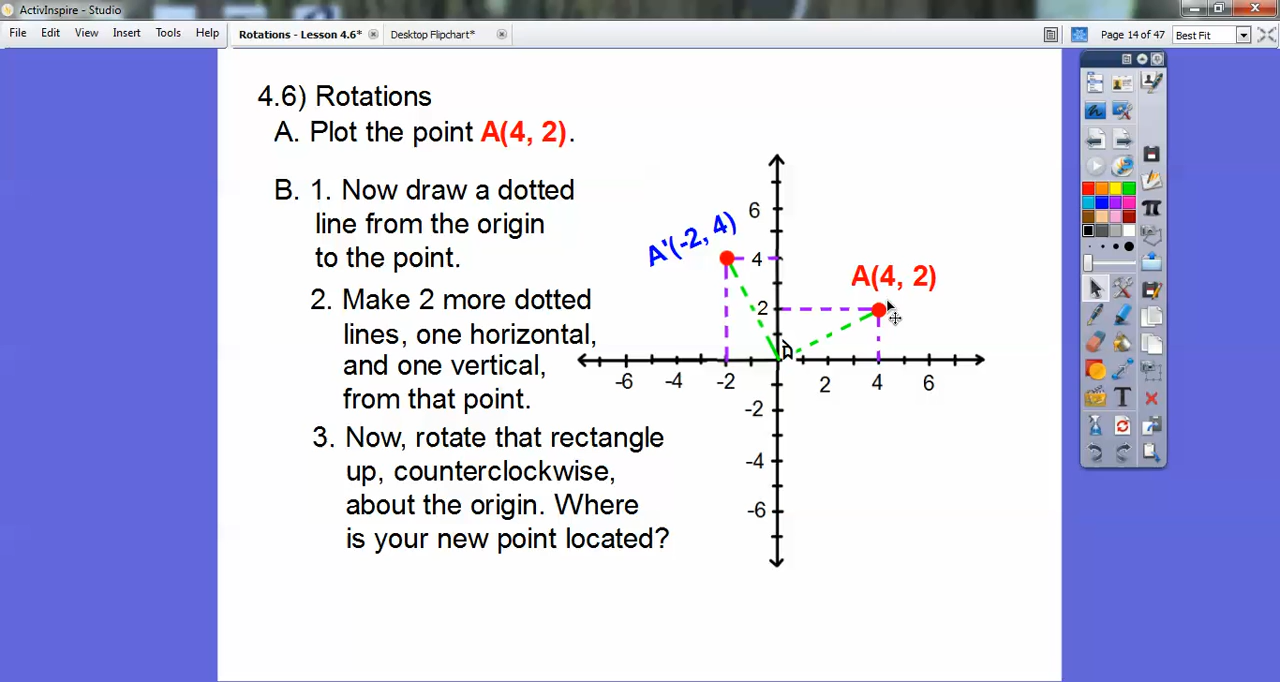 ActivInspire - Studio
File Edit View Insert Tools Help
Rotations - Lesson 4.6* Desktop Flipchart* Page 14 of 47 Best Fit
4.6) Rotations
A. Plot the point A(4, 2).
B. 1. Now draw a dotted
line from the origin
to the point.
2. Make 2 more dotted
lines, one horizontal,
and one vertical,
from that point.
3. Now, rotate that rectangle
up, counterclockwise,
about the origin. Where
is your new point located?
6
A'(-2, 4)
4
A(4, 2)
2
-6 -4 -2 2 4 6
-2
-4
-6